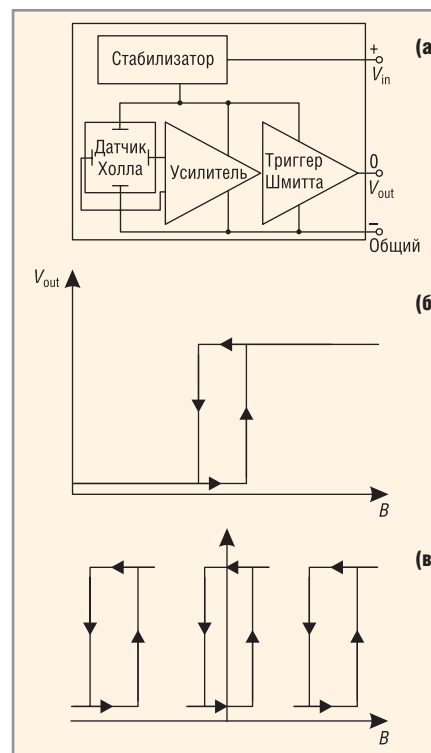 (а
Стабилизатор
+
V_in
Датчик
Холла
Усилитель
Триггер
Шмитта
0
V_out
–
Общий
(б
V_out
B
(в
B